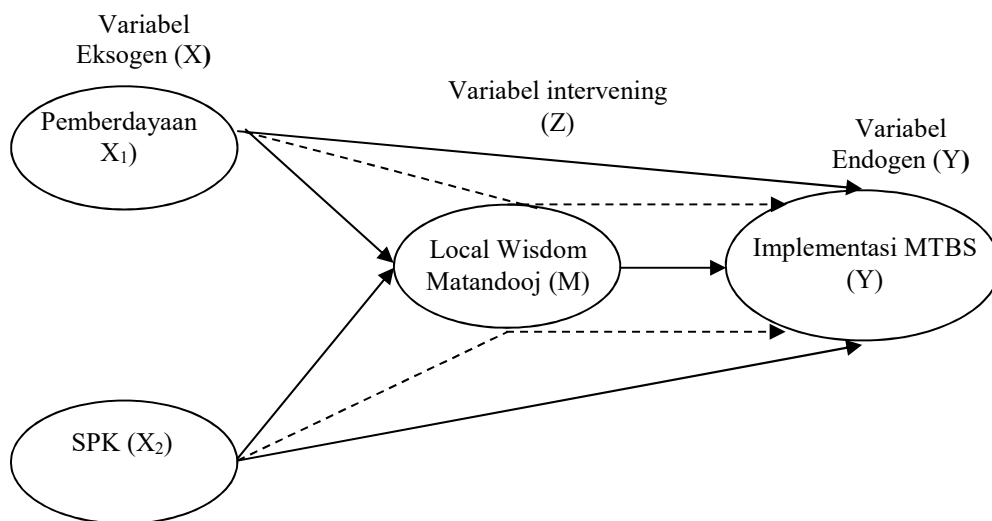 Variabel
Eksogen (X)
Pemberdayaan
X₁)
Variabel intervening
(Z)
Variabel
Endogen (Y)
Local Wisdom
Matandooj (M)
Implementasi MTBS
(Y)
SPK (X₂)